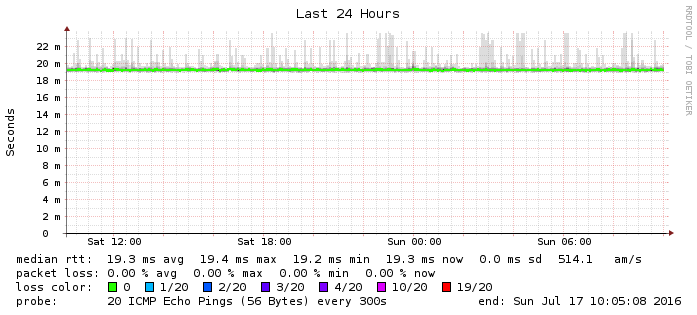 Last 24 Hours
RRDTOOL / TOBI OETIKER
Seconds
22 m
20 m
18 m
16 m
14 m
12 m
10 m
8 m
6 m
4 m
2 m
0
Sat 12:00 Sat 18:00 Sun 00:00 Sun 06:00
median rtt: 19.3 ms avg 19.4 ms max 19.2 ms min 19.3 ms now 0.0 ms sd 514.1 am/s
packet loss: 0.00 % avg 0.00 % max 0.00 % min 0.00 % now
loss color: 0 1/20 2/20 3/20 4/20 10/20 19/20
probe: 20 ICMP Echo Pings (56 Bytes) every 300s end: Sun Jul 17 10:05:08 2016